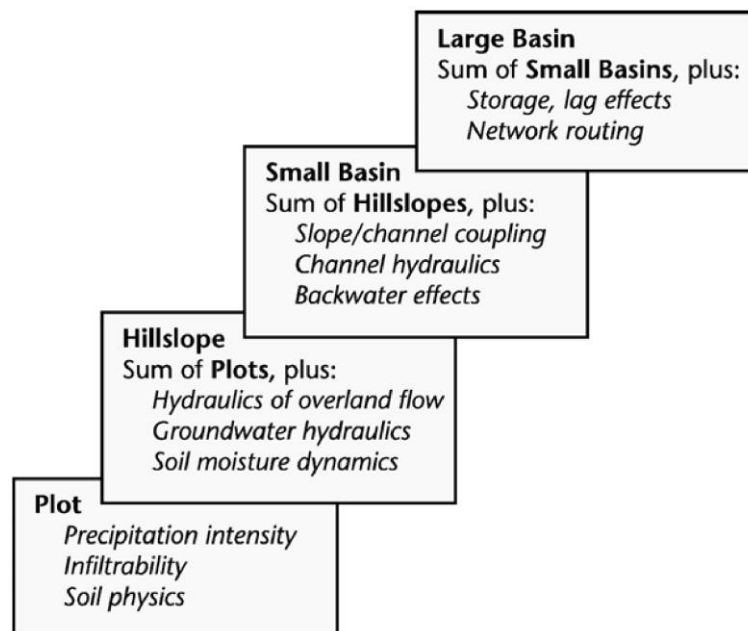 Large Basin
Sum of Small Basins, plus:
Storage, lag effects
Network routing
Small Basin
Sum of Hillslopes, plus:
Slope/channel coupling
Channel hydraulics
Backwater effects
Hillslope
Sum of Plots, plus:
Hydraulics of overland flow
Groundwater hydraulics
Soil moisture dynamics
Plot
Precipitation intensity
Infiltrability
Soil physics